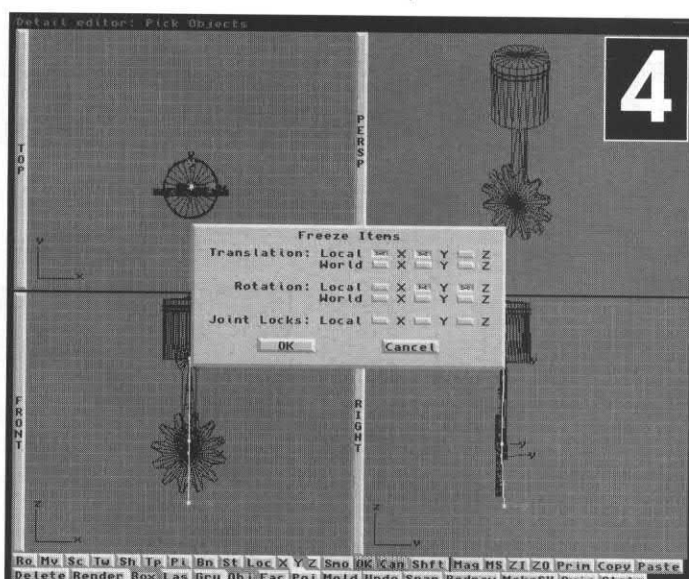 Detail editor: Pick Objects
4
TOP
PERSP
Freeze Items
Translation: Local X Y Z
World X Y Z
Rotation: Local X Y Z
World X Y Z
Joint Locks: Local X Y Z
OK Cancel
FRONT
RIGHT
Ro Mv Sc Tw Sh Tp Pi Bn St Loc X Y Z Smo OK Can Shft Mag MS ZI ZO Prim Copy Paste
Delete Render Box Las Grp Obj Fac Poi Mold Undo Snap Redraw